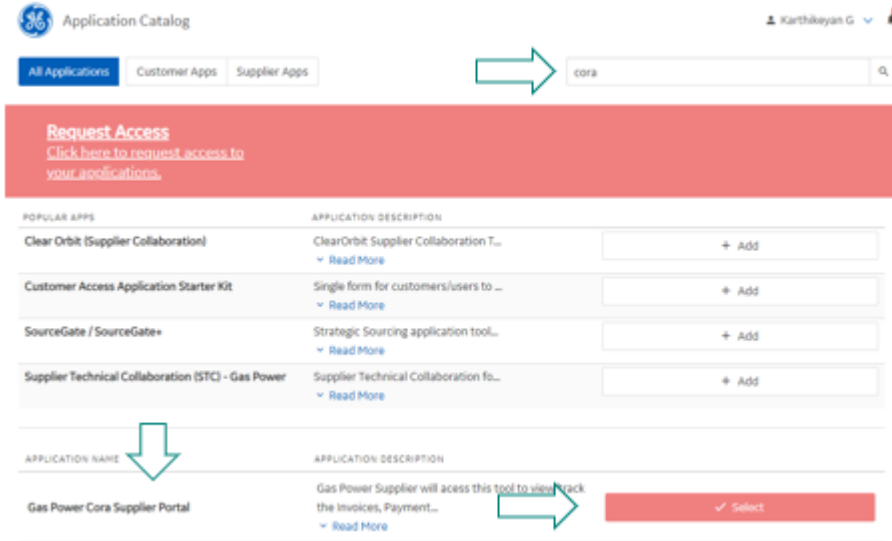 Application Catalog
Karthikeyan G
All Applications
Customer Apps
Supplier Apps
cora
Request Access
Click here to request access to
your applications.
POPULAR APPS
APPLICATION DESCRIPTION
Clear Orbit (Supplier Collaboration)
ClearOrbit Supplier Collaboration T...
Read More
+ Add
Customer Access Application Starter Kit
Single form for customers/users to ...
Read More
+ Add
SourceGate / SourceGate+
Strategic Sourcing application tool...
Read More
+ Add
Supplier Technical Collaboration (STC) - Gas Power
Supplier Technical Collaboration fo...
Read More
+ Add
APPLICATION NAME
APPLICATION DESCRIPTION
Gas Power Cora Supplier Portal
Gas Power Supplier will acess this tool to view track
the Invoices, Payment...
Read More
Select